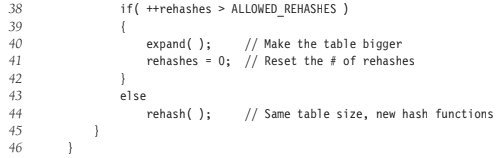 38 if( ++rehashes > ALLOWED_REHASHES )
39 {
40 expand( ); // Make the table bigger
41 rehashes = 0; // Reset the # of rehashes
42 }
43 else
44 rehash( ); // Same table size, new hash functions
45 }
46 }